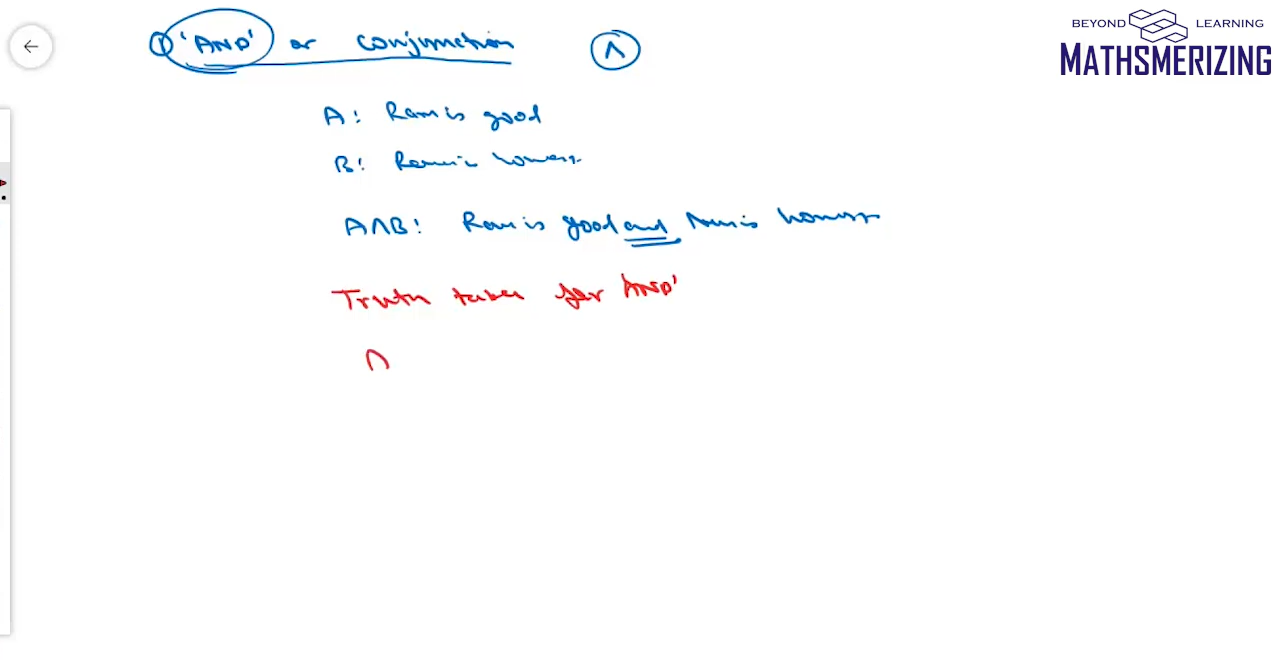 BEYOND LEARNING
MATHSMERIZING
① 'AND' or conjunction ∧
A: Ram is good
B: Ram is honest
A∧B: Ram is good and Ram is honest
Truth table for 'AND'